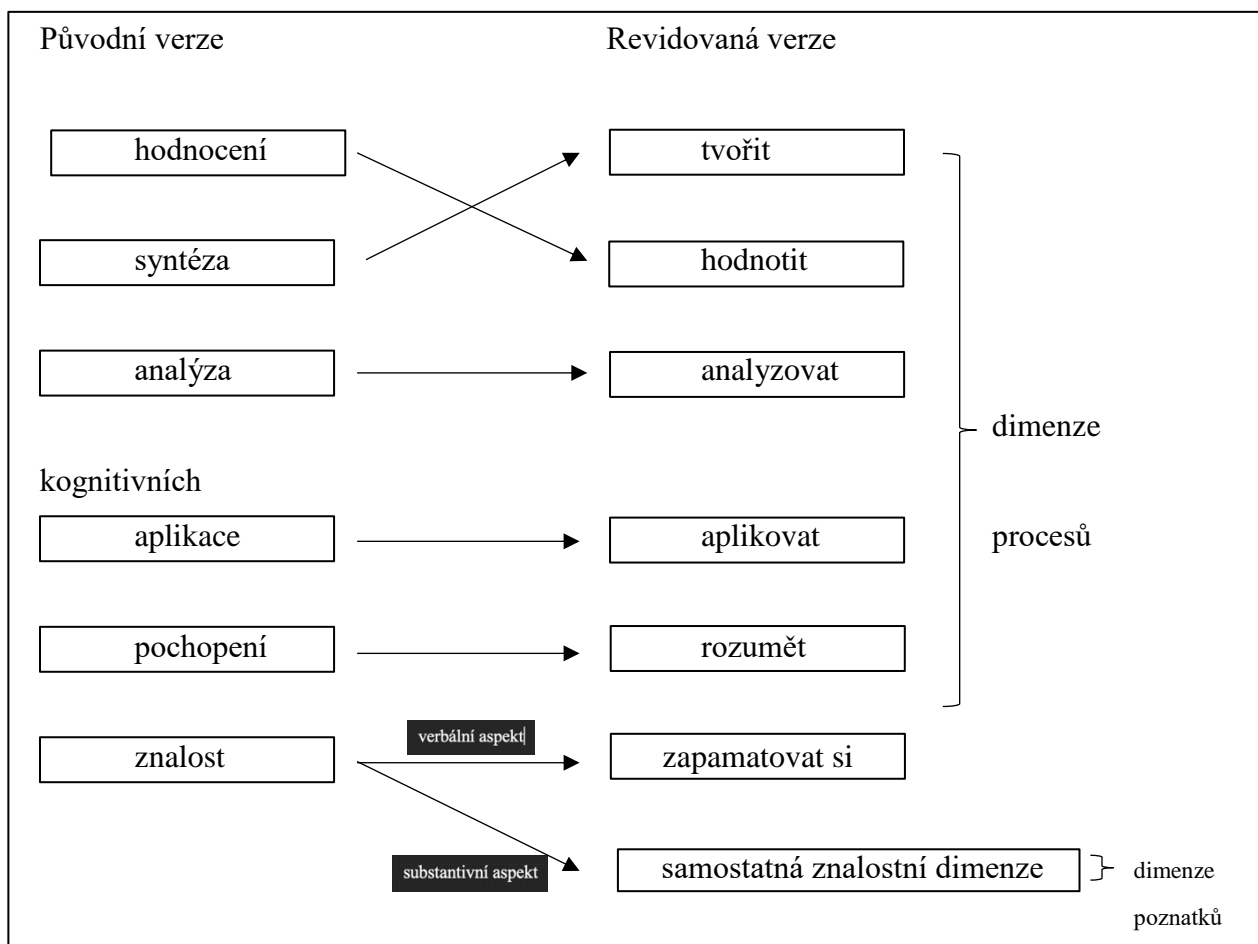 Původní verze
Revidovaná verze
hodnocení
tvořit
syntéza
hodnotit
analýza
analyzovat
dimenze
kognitivních
aplikace
aplikovat
procesů
pochopení
rozumět
verbální aspekt
znalost
zapamatovat si
substantivní aspekt
samostatná znalostní dimenze
dimenze
poznatků